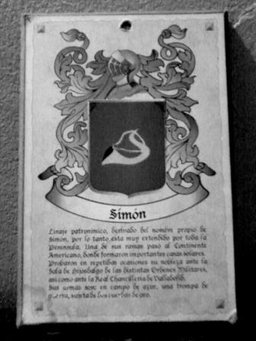 Simón
Linaje patronímico, derivado del nombre propio de
Simón, por lo tanto está muy extendido por toda la
Península. Una de sus ramas pasó al Continente
Americano, donde formaron importantes casas solares.
Probaron en repetidas ocasiones su nobleza ante la
Sala de Hijosdalgo de las distintas Ordenes Militares,
así como ante la Real Chancillería de Valladolid.
Sus armas son: en campo de azur, una trompa de
de oro.